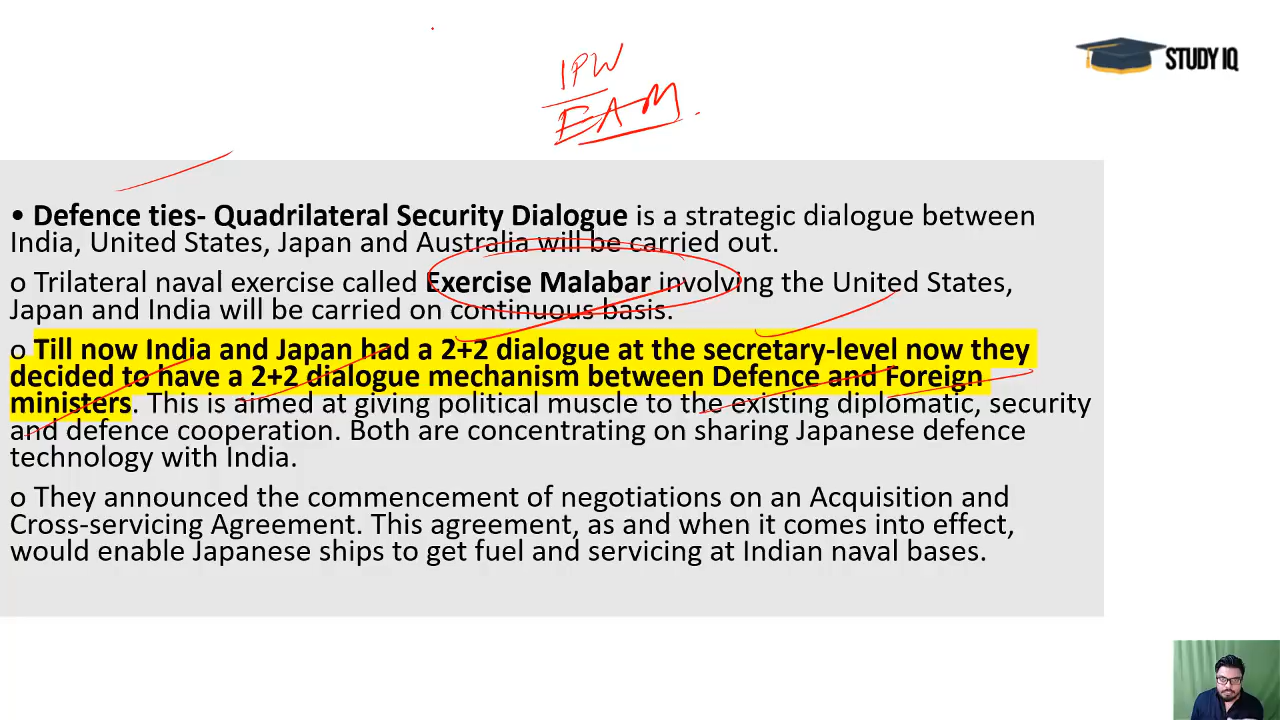 IPW
EAM
STUDY IQ
• Defence ties- Quadrilateral Security Dialogue is a strategic dialogue between
India, United States, Japan and Australia will be carried out.
o Trilateral naval exercise called Exercise Malabar involving the United States,
Japan and India will be carried on continuous basis.
o Till now India and Japan had a 2+2 dialogue at the secretary-level now they
decided to have a 2+2 dialogue mechanism between Defence and Foreign
ministers. This is aimed at giving political muscle to the existing diplomatic, security
and defence cooperation. Both are concentrating on sharing Japanese defence
technology with India.
o They announced the commencement of negotiations on an Acquisition and
Cross-servicing Agreement. This agreement, as and when it comes into effect,
would enable Japanese ships to get fuel and servicing at Indian naval bases.